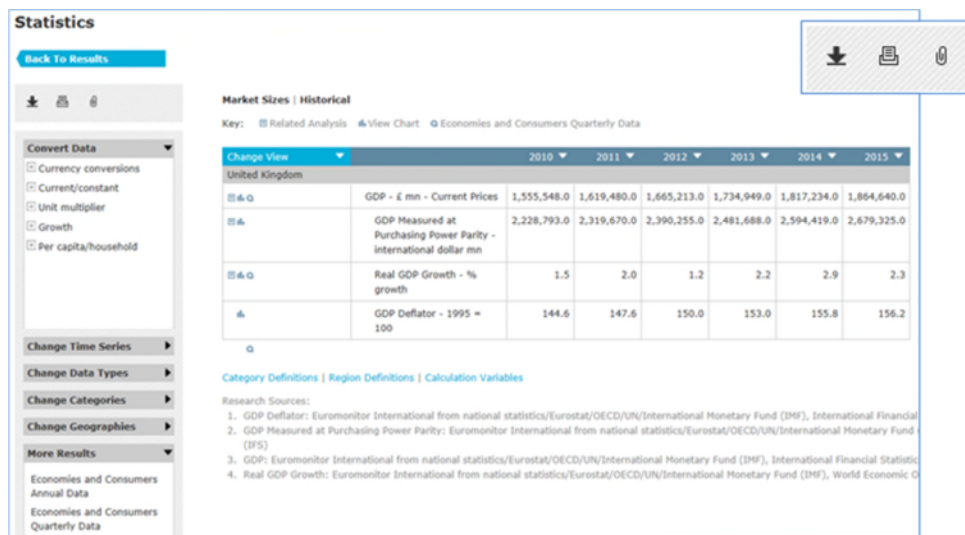 Statistics
Back To Results
Convert Data
Currency conversions
Current/constant
Unit multiplier
Growth
Per capita/household
Change Time Series
Change Data Types
Change Categories
Change Geographies
More Results
Economies and Consumers
Annual Data
Economies and Consumers
Quarterly Data
Market Sizes | Historical
Key: Related Analysis View Chart Economies and Consumers Quarterly Data
Change View 2010 2011 2012 2013 2014 2015
United Kingdom
GDP - £ mn - Current Prices 1,555,548.0 1,619,480.0 1,665,213.0 1,734,949.0 1,817,234.0 1,864,640.0
GDP Measured at 2,228,793.0 2,319,670.0 2,390,255.0 2,481,688.0 2,594,419.0 2,679,325.0
Purchasing Power Parity -
international dollar mn
Real GDP Growth - % 1.5 2.0 1.2 2.2 2.9 2.3
growth
GDP Deflator - 1995 = 144.6 147.6 150.0 153.0 155.8 156.2
100
Category Definitions | Region Definitions | Calculation Variables
Research Sources:
1. GDP Deflator: Euromonitor International from national statistics/Eurostat/OECD/UN/International Monetary Fund (IMF), International Financial
2. GDP Measured at Purchasing Power Parity: Euromonitor International from national statistics/Eurostat/OECD/UN/International Monetary Fund
(IFS)
3. GDP: Euromonitor International from national statistics/Eurostat/OECD/UN/International Monetary Fund (IMF), International Financial Statistic
4. Real GDP Growth: Euromonitor International from national statistics/Eurostat/OECD/UN/International Monetary Fund (IMF), World Economic O